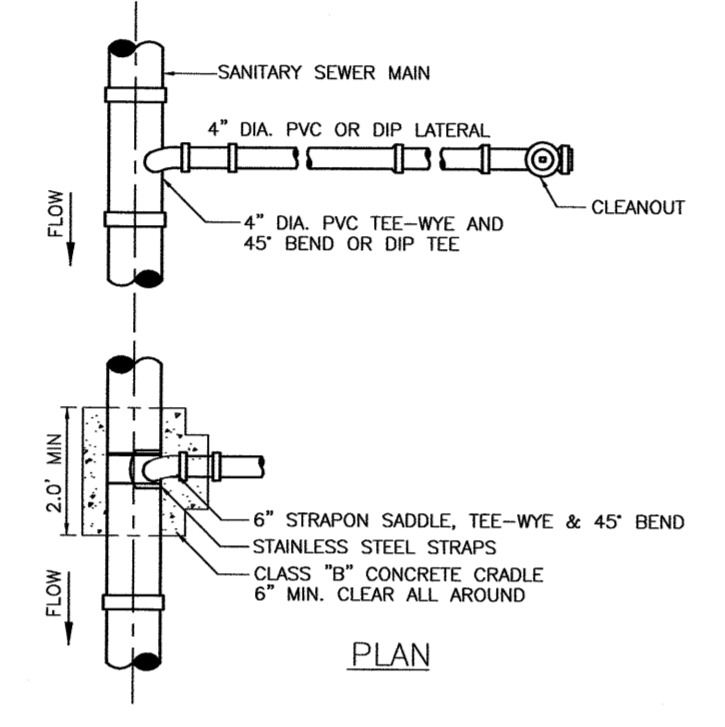 SANITARY SEWER MAIN
4" DIA. PVC OR DIP LATERAL
CLEANOUT
FLOW
4" DIA. PVC TEE-WYE AND
45° BEND OR DIP TEE
2.0' MIN
6" STRAPON SADDLE, TEE-WYE & 45° BEND
STAINLESS STEEL STRAPS
CLASS "B" CONCRETE CRADLE
6" MIN. CLEAR ALL AROUND
FLOW
PLAN